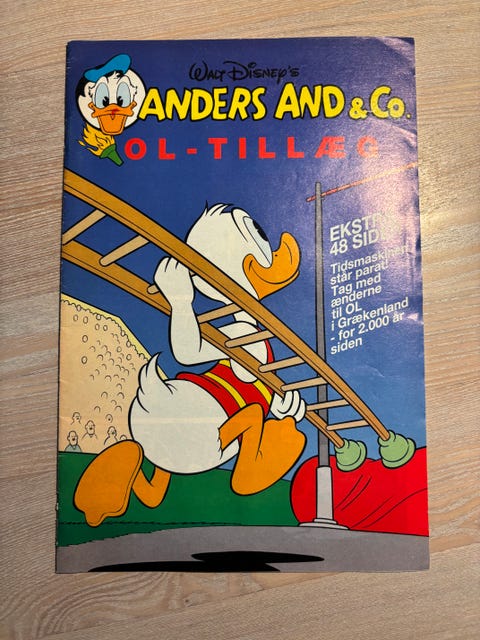 Walt Disney's
ANDERS AND & Co.
OL-TILLÆG
EKSTRA
48 SIDER
Tidsmaskinen
står parat!
Tag med
ænderne
til OL
i Grækenland
- for 2.000 år
siden